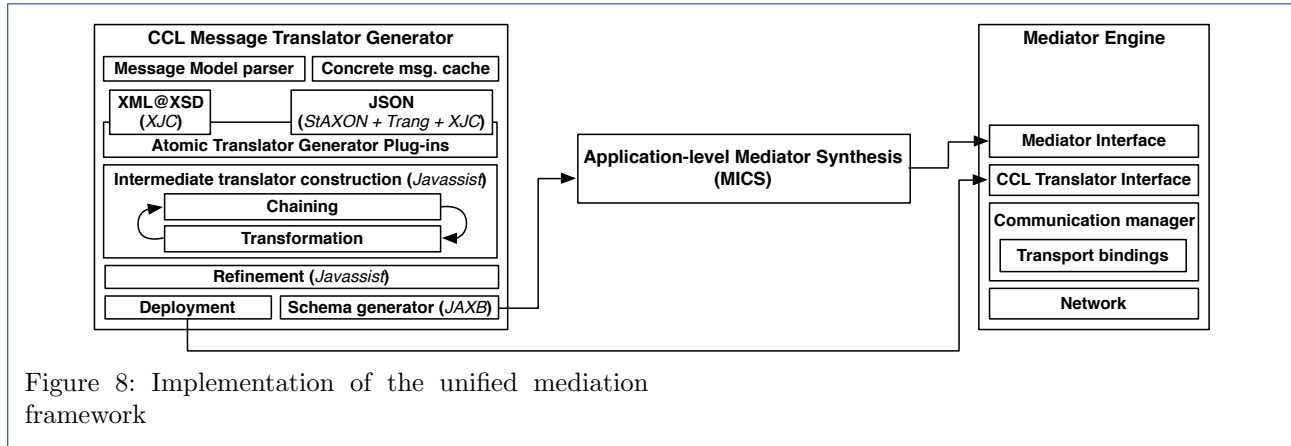 CCL Message Translator Generator
Message Model parser
Concrete msg. cache
XML@XSD
(XJC)
JSON
(StAXON + Trang + XJC)
Atomic Translator Generator Plug-ins
Intermediate translator construction (Javassist)
Chaining
Transformation
Refinement (Javassist)
Deployment
Schema generator (JAXB)
Application-level Mediator Synthesis
(MICS)
Mediator Engine
Mediator Interface
CCL Translator Interface
Communication manager
Transport bindings
Network
Figure 8: Implementation of the unified mediation
framework